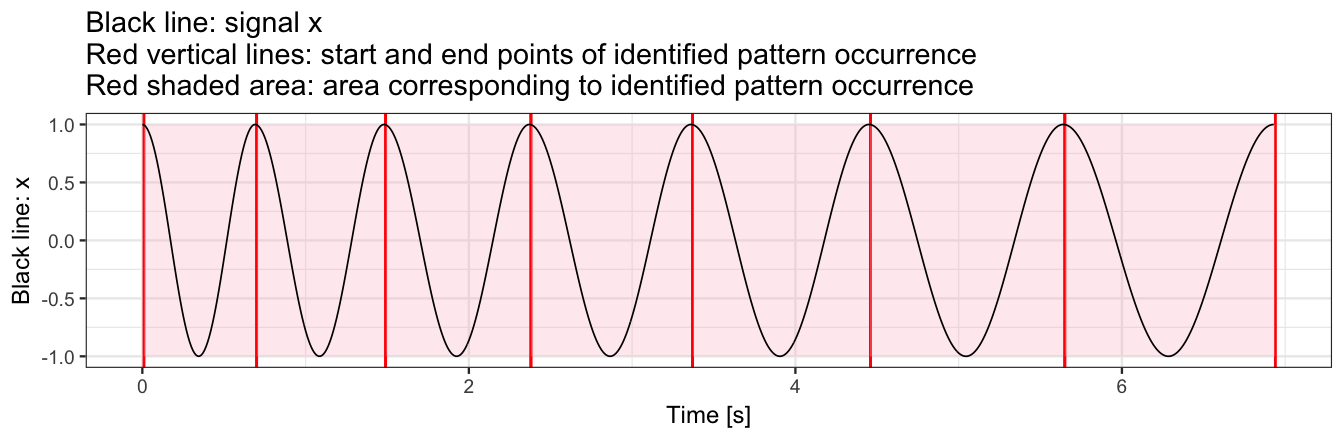 Black line: signal x
Red vertical lines: start and end points of identified pattern occurrence
Red shaded area: area corresponding to identified pattern occurrence
Black line: x
1.0
0.5
0.0
-0.5
-1.0
0 2 4 6
Time [s]